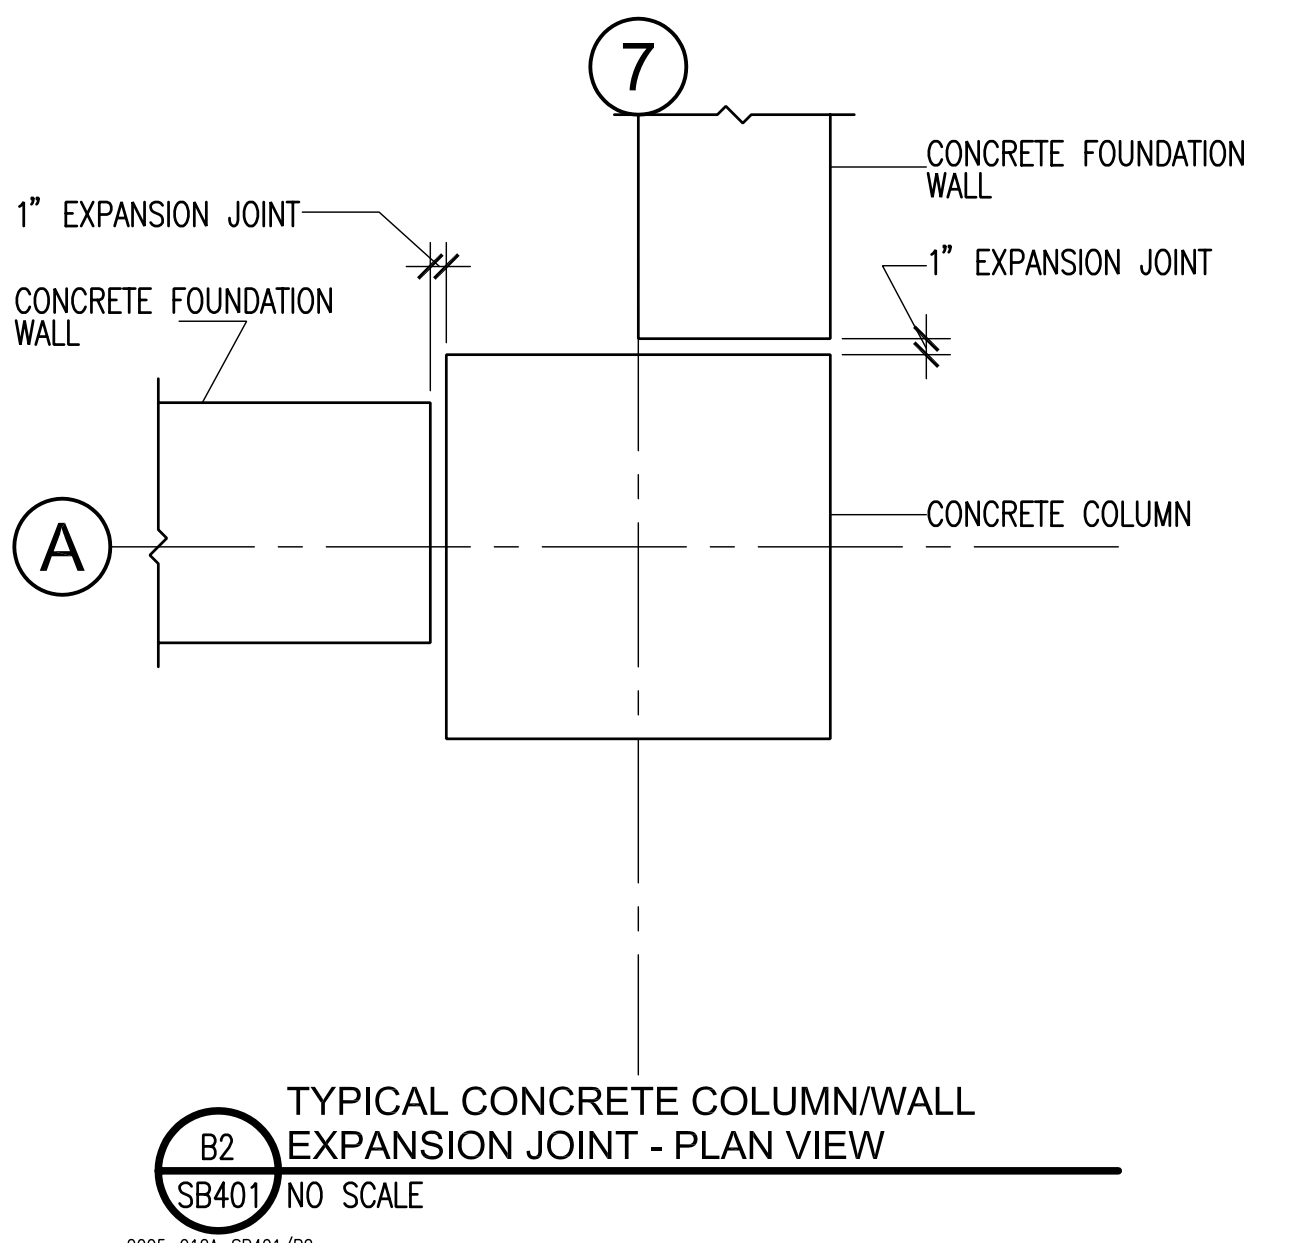 7
CONCRETE FOUNDATION
WALL
1" EXPANSION JOINT
1" EXPANSION JOINT
CONCRETE FOUNDATION
WALL
CONCRETE COLUMN
A
TYPICAL CONCRETE COLUMN/WALL
EXPANSION JOINT - PLAN VIEW
B2
SB401
NO SCALE